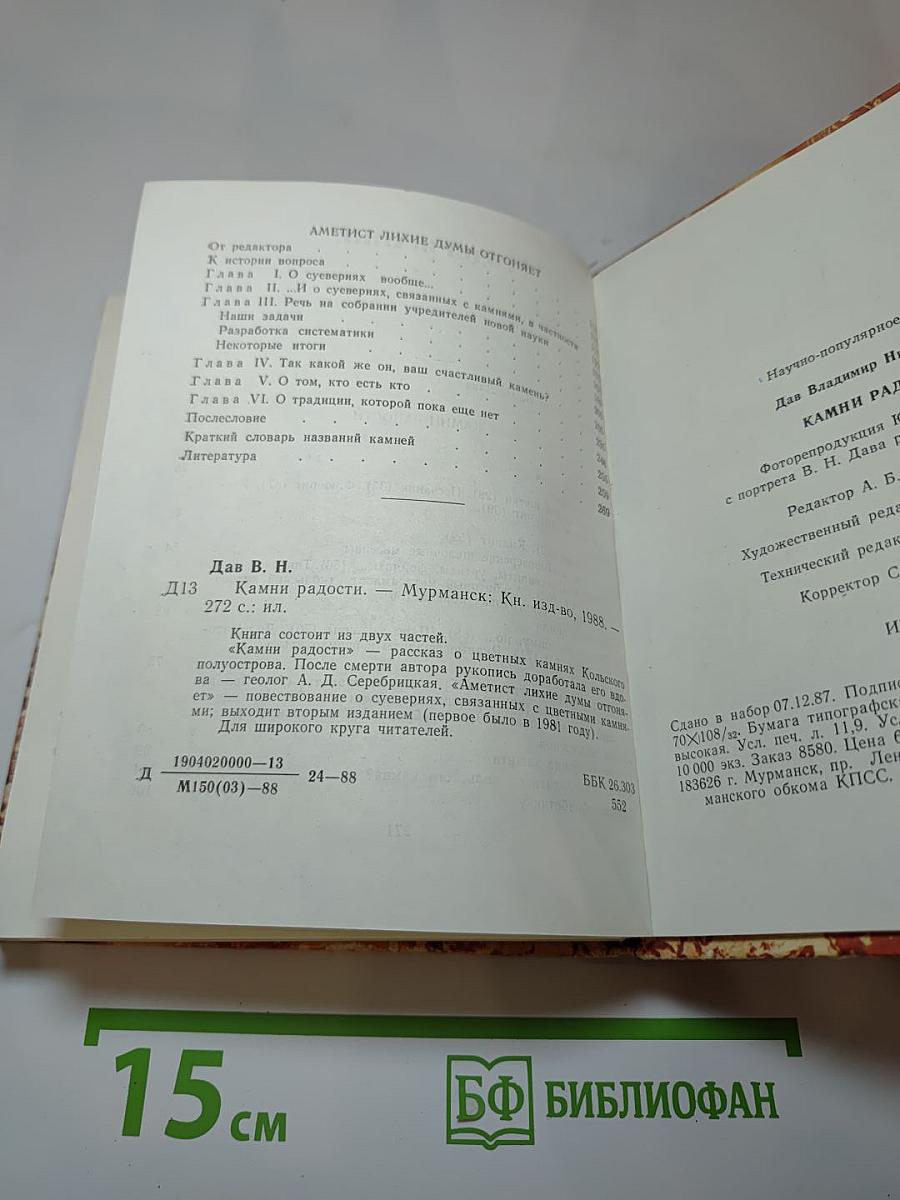 АМЕТИСТ ЛИХИЕ ДУМЫ ОТГОНЯЕТ
От редактора
К истории вопроса
Глава I. О суевериях вообще...
Глава II. ...И о суевериях, связанных с камнями, в частности
Глава III. Речь на собрании учредителей новой науки
Наши задачи
Разработка систематики
Некоторые итоги
Глава IV. Так какой же он, ваш счастливый камень?
Глава V. О том, кто есть кто
Глава VI. О традиции, которой пока еще нет
Послесловие
Краткий словарь названий камней
Литература
269
Дав В. Н.
Д13 Камни радости. — Мурманск: Кн. изд-во, 1988. —
272 с.: ил.
Книга состоит из двух частей.
«Камни радости» — рассказ о цветных камнях Кольского
полуострова. После смерти автора рукопись доработала его вдо-
ва — геолог А. Д. Серебрицкая. «Аметист лихие думы отгоня-
ет» — повествование о суевериях, связанных с цветными камня-
ми; выходит вторым изданием (первое было в 1981 году).
Для широкого круга читателей.
Д 1904020000—13 24—88
М150(03)—88
ББК 26.303
552
271
Научно-популярное
Дав Владимир Ни
КАМНИ РАД
Фоторепродукция К
с портрета В. Н. Дава р
Редактор А. Б.
Художественный реда
Технический редак
Корректор С
И
Сдано в набор 07.12.87. Подпис
70×108/32. Бумага типографск
высокая. Усл. печ. л. 11,9. Ус
10 000 экз. Заказ 8580. Цена 6
183626 г. Мурманск, пр. Лен
манского обкома КПСС.
15 см
БФ БИБЛИОФАН